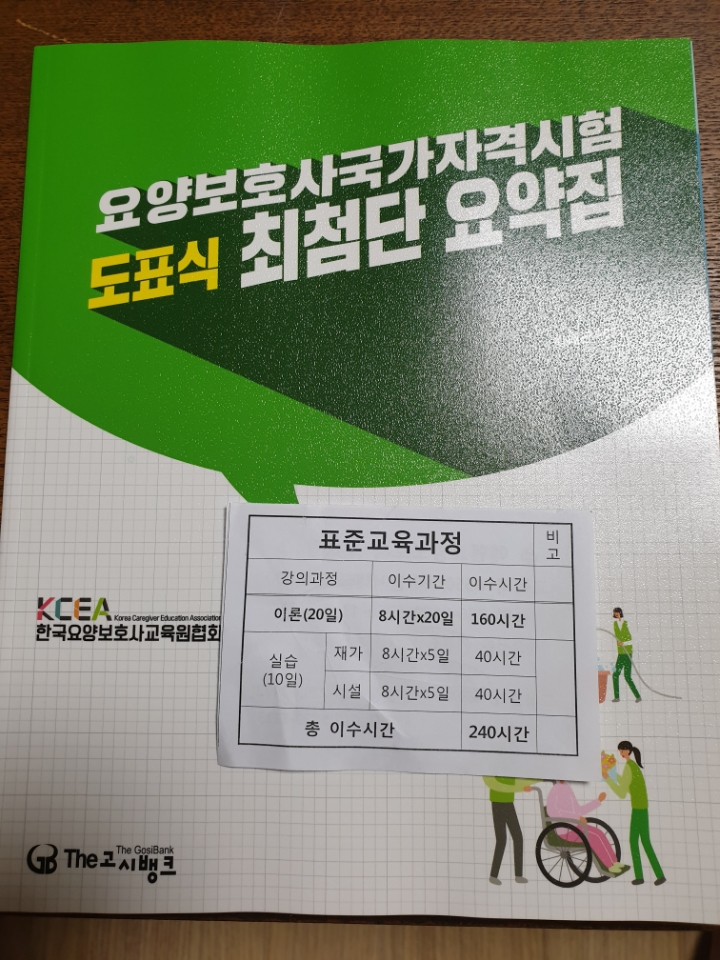 요양보호사국가자격시험
도표식 최첨단 요약집
표준교육과정 비고
강의과정 이수기간 이수시간
이론(20일) 8시간x20일 160시간
실습 (10일) 재가 8시간x5일 40시간
시설 8시간x5일 40시간
총 이수시간 240시간
KCEA Korea Caregiver Education Association
한국요양보호사교육원협회
GB The고시뱅크 The GosiBank